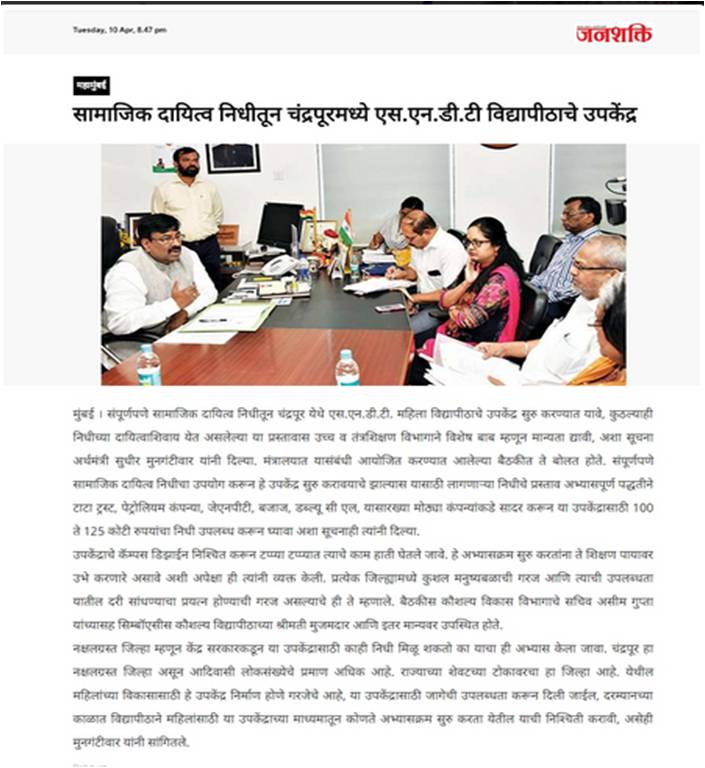 Tuesday, 10 Apr, 8.47 pm
जनशक्ति
महामुंबई
सामाजिक दायित्व निधीतून चंद्रपूरमध्ये एस.एन.डी.टी विद्यापीठाचे उपकेंद्र
मुंबई । संपूर्णपणे सामाजिक दायित्व निधीतून चंद्रपूर येथे एस.एन.डी.टी. महिला विद्यापीठाचे उपकेंद्र सुरु करण्यात यावे, कुठल्याही
निधीच्या दायित्वाशिवाय येत असलेल्या या प्रस्तावास उच्च व तंत्रशिक्षण विभागाने विशेष बाब म्हणून मान्यता द्यावी, अशा सूचना
अर्थमंत्री सुधीर मुनगंटीवार यांनी दिल्या. मंत्रालयात यासंबंधी आयोजित करण्यात आलेल्या बैठकीत ते बोलत होते. संपूर्णपणे
सामाजिक दायित्व निधीचा उपयोग करून हे उपकेंद्र सुरु करावयाचे झाल्यास यासाठी लागणाऱ्या निधीचे प्रस्ताव अभ्यासपूर्ण पद्धतीने
टाटा ट्रस्ट, पेट्रोलियम कंपन्या, जेएनपीटी, बजाज, डब्ल्यू सी एल, यासारख्या मोठ्या कंपन्यांकडे सादर करून या उपकेंद्रासाठी 100
ते 125 कोटी रुपयांचा निधी उपलब्ध करून घ्यावा अशा सूचनाही त्यांनी दिल्या.
उपकेंद्राचे कॅम्पस डिझाईन निश्चित करून टप्प्या टप्प्यात त्याचे काम हाती घेतले जावे. हे अभ्यासक्रम सुरु करतांना ते शिक्षण पायावर
उभे करणारे असावे अशी अपेक्षा ही त्यांनी व्यक्त केली. प्रत्येक जिल्ह्यामध्ये कुशल मनुष्यबळाची गरज आणि त्याची उपलब्धता
यातील दरी सांधण्याचा प्रयत्न होण्याची गरज असल्याचे ही ते म्हणाले. बैठकीस कौशल्य विकास विभागाचे सचिव असीम गुप्ता
यांच्यासह सिम्बॉएसीस कौशल्य विद्यापीठाच्या श्रीमती मुजमदार आणि इतर मान्यवर उपस्थित होते.
नक्षलग्रस्त जिल्हा म्हणून केंद्र सरकारकडून या उपकेंद्रासाठी काही निधी मिळू शकतो का याचा ही अभ्यास केला जावा. चंद्रपूर हा
नक्षलग्रस्त जिल्हा असून आदिवासी लोकसंख्येचे प्रमाण अधिक आहे. राज्याच्या शेवटच्या टोकावरचा हा जिल्हा आहे. येथील
महिलांच्या विकासासाठी हे उपकेंद्र निर्माण होणे गरजेचे आहे, या उपकेंद्रासाठी जागेची उपलब्धता करून दिली जाईल, दरम्यानच्या
काळात विद्यापीठाने महिलांसाठी या उपकेंद्राच्या माध्यमातून कोणते अभ्यासक्रम सुरु करता येतील याची निश्चिती करावी, असेही
मुनगंटीवार यांनी सांगितले.